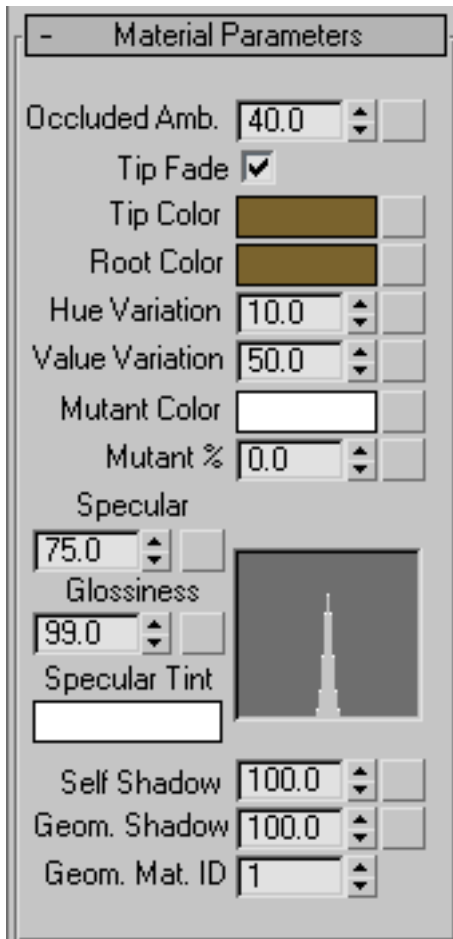 - Material Parameters
Occluded Amb. 40.0
Tip Fade
Tip Color
Root Color
Hue Variation 10.0
Value Variation 50.0
Mutant Color
Mutant % 0.0
Specular
75.0
Glossiness
99.0
Specular Tint
Self Shadow 100.0
Geom. Shadow 100.0
Geom. Mat. ID 1